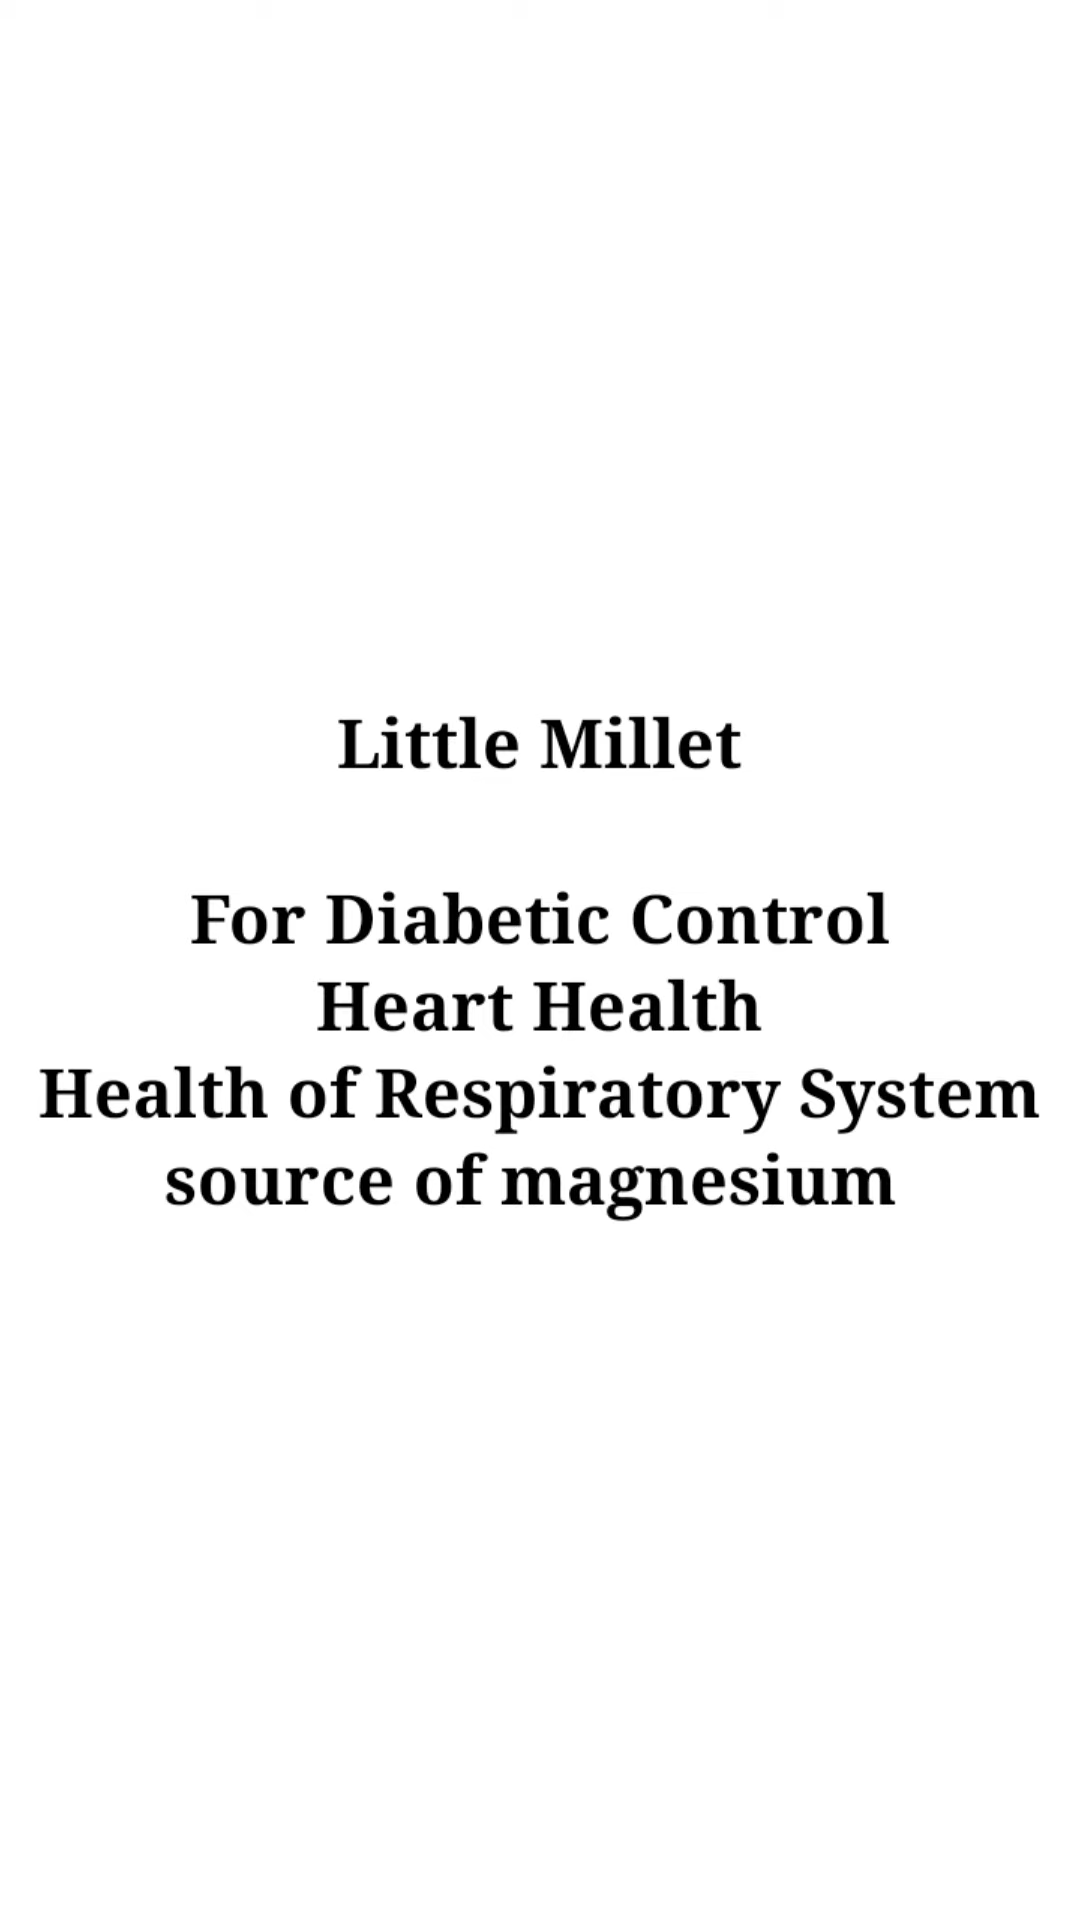 Little Millet
For Diabetic Control
Heart Health
Health of Respiratory System
source of magnesium